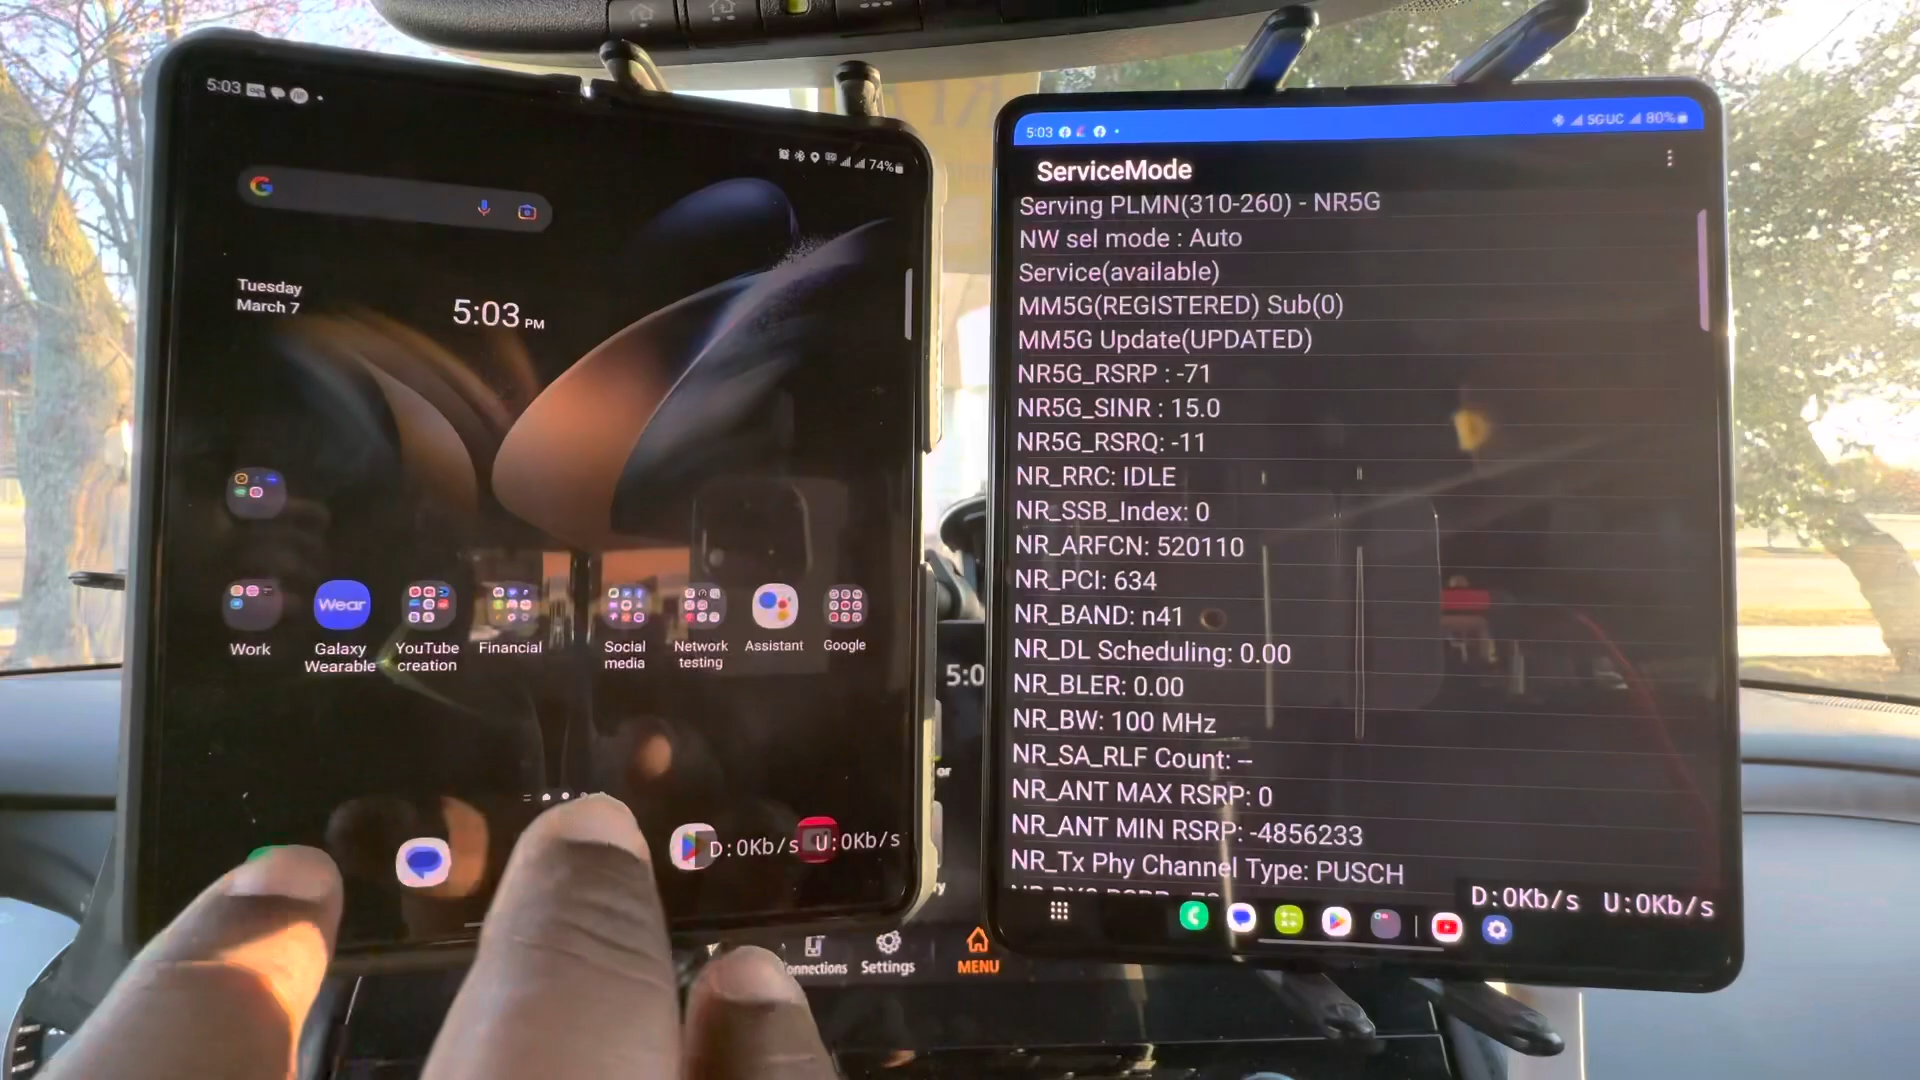 5:03
74%
Tuesday
March 7
5:03 PM
Work
Wear
Galaxy
Wearable
YouTube
creation
Financial
Social
media
Network
testing
Assistant
Google
D:0Kb/s U:0Kb/s
5:0
or
onnections
Settings
MENU
5:03
5GUC
80%
ServiceMode
Serving PLMN(310-260) - NR5G
NW sel mode : Auto
Service(available)
MM5G(REGISTERED) Sub(0)
MM5G Update(UPDATED)
NR5G_RSRP : -71
NR5G_SINR : 15.0
NR5G_RSRQ: -11
NR_RRC: IDLE
NR_SSB_Index: 0
NR_ARFCN: 520110
NR_PCI: 634
NR_BAND: n41
NR_DL Scheduling: 0.00
NR_BLER: 0.00
NR_BW: 100 MHz
NR_SA_RLF Count: --
NR_ANT MAX RSRP: 0
NR_ANT MIN RSRP: -4856233
NR_Tx Phy Channel Type: PUSCH
D:0Kb/s U:0Kb/s